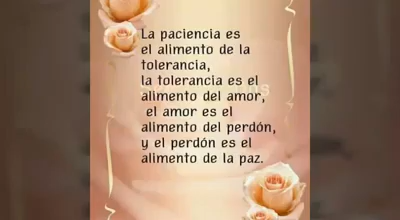 La paciencia es
el alimento de la
tolerancia,
la tolerancia es el
alimento del amor,
el amor es el
alimento del perdón,
y el perdón es el
alimento de la paz.